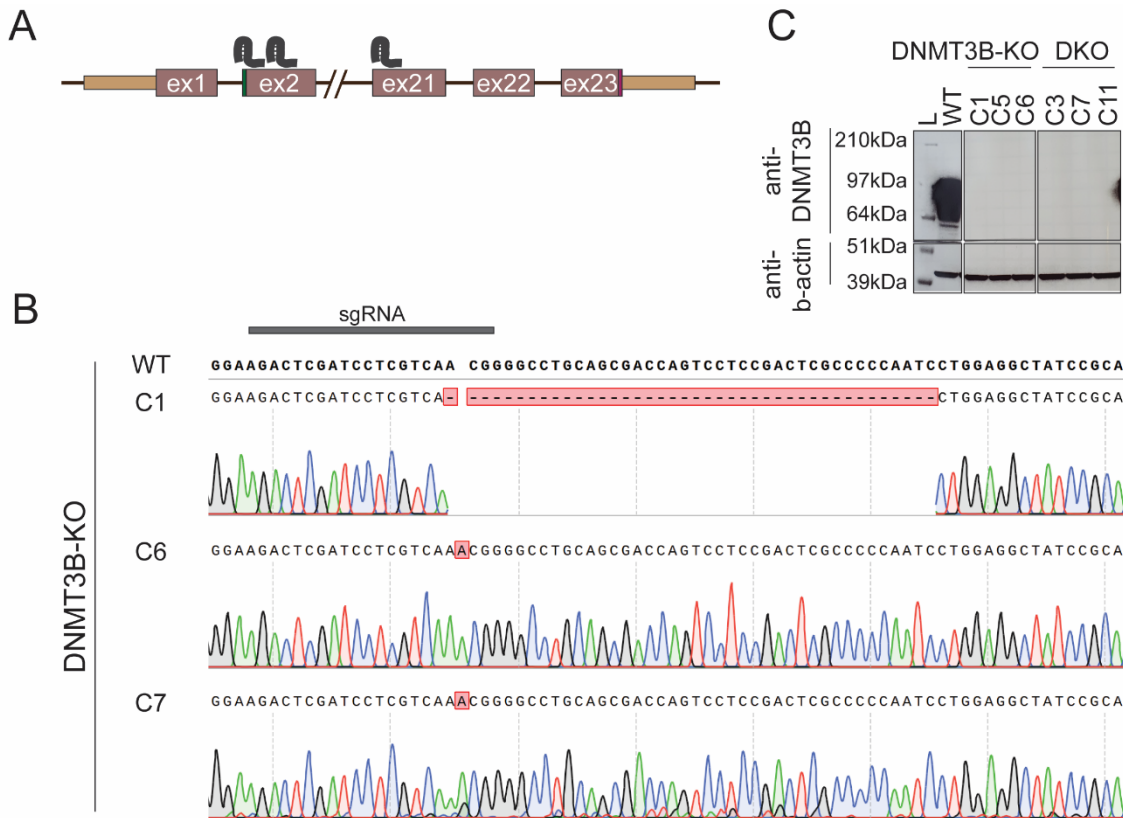 A
ex1
ex2
ex21
ex22
ex23
C
DNMT3B-KO
DKO
L
WT
C1
C5
C6
C3
C7
C11
anti-
DNMT3B
210kDa
97kDa
64kDa
anti-
b-actin
51kDa
39kDa
B
sgRNA
DNMT3B-KO
WT
GGAAGACTCGATCCTCGTCAA CGGGGCCTGCAGCGACCAGTCCTCCGACTCGCCCCCAATCCTGGAGGCTATCCGCA
C1
GGAAGACTCGATCCTCGTCA- ----------------------------------------CTGGAGGCTATCCGCA
C6
GGAAGACTCGATCCTCGTCAAACGGGGCCTGCAGCGACCAGTCCTCCGACTCGCCCCCAATCCTGGAGGCTATCCGCA
C7
GGAAGACTCGATCCTCGTCAAACGGGGCCTGCAGCGACCAGTCCTCCGACTCGCCCCCAATCCTGGAGGCTATCCGCA